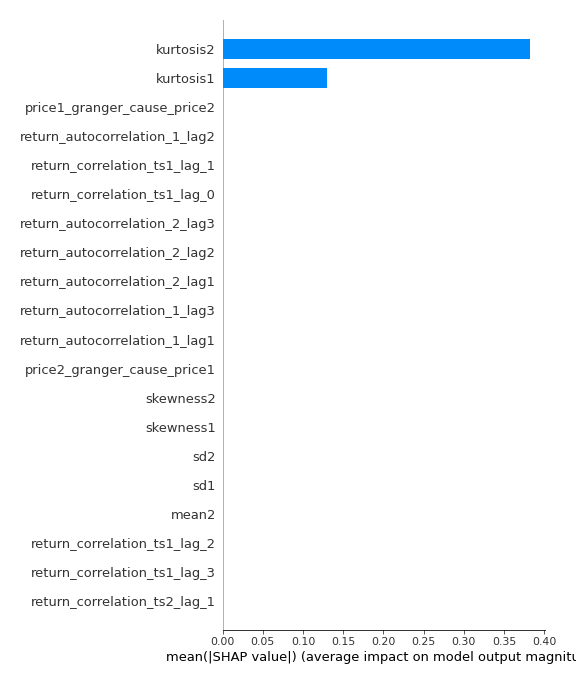 kurtosis2
kurtosis1
price1_granger_cause_price2
return_autocorrelation_1_lag2
return_correlation_ts1_lag_1
return_correlation_ts1_lag_0
return_autocorrelation_2_lag3
return_autocorrelation_2_lag2
return_autocorrelation_2_lag1
return_autocorrelation_1_lag3
return_autocorrelation_1_lag1
price2_granger_cause_price1
skewness2
skewness1
sd2
sd1
mean2
return_correlation_ts1_lag_2
return_correlation_ts1_lag_3
return_correlation_ts2_lag_1
0.00 0.05 0.10 0.15 0.20 0.25 0.30 0.35 0.40
mean(|SHAP value|) (average impact on model output magnitu